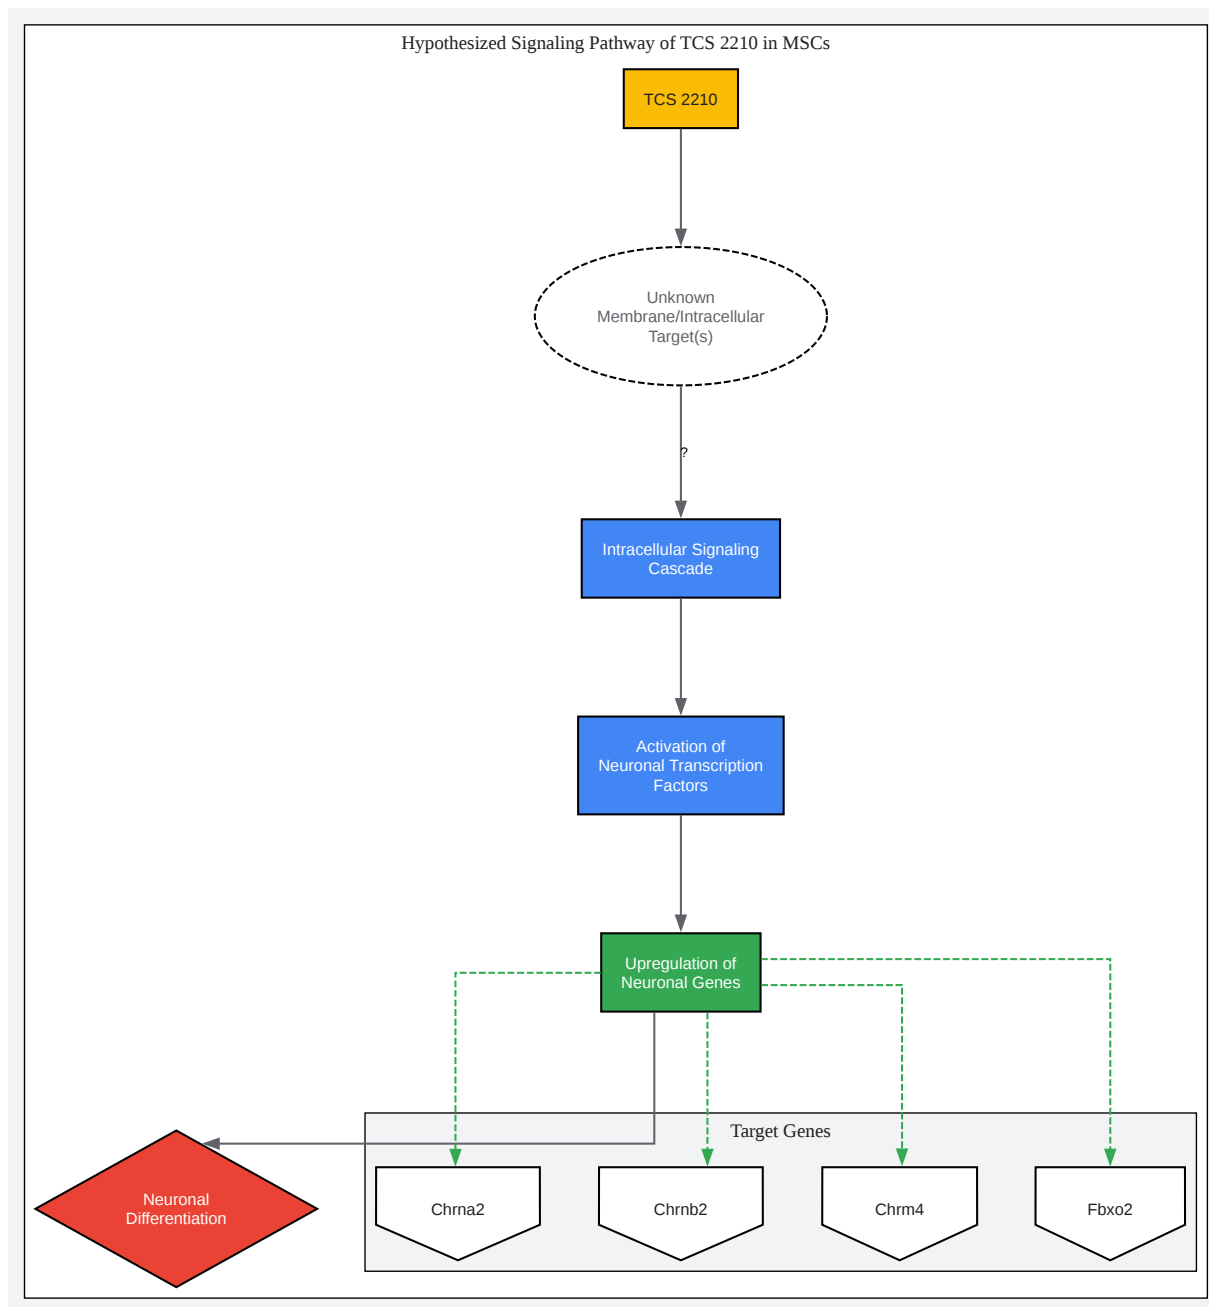 Hypothesized Signaling Pathway of TCS 2210 in MSCs
TCS 2210
Unknown
Membrane/Intracellular
Target(s)
?
Intracellular Signaling
Cascade
Activation of
Neuronal Transcription
Factors
Upregulation of
Neuronal Genes
Target Genes
Neuronal
Differentiation
Chrna2
Chrnb2
Chrm4
Fbxo2